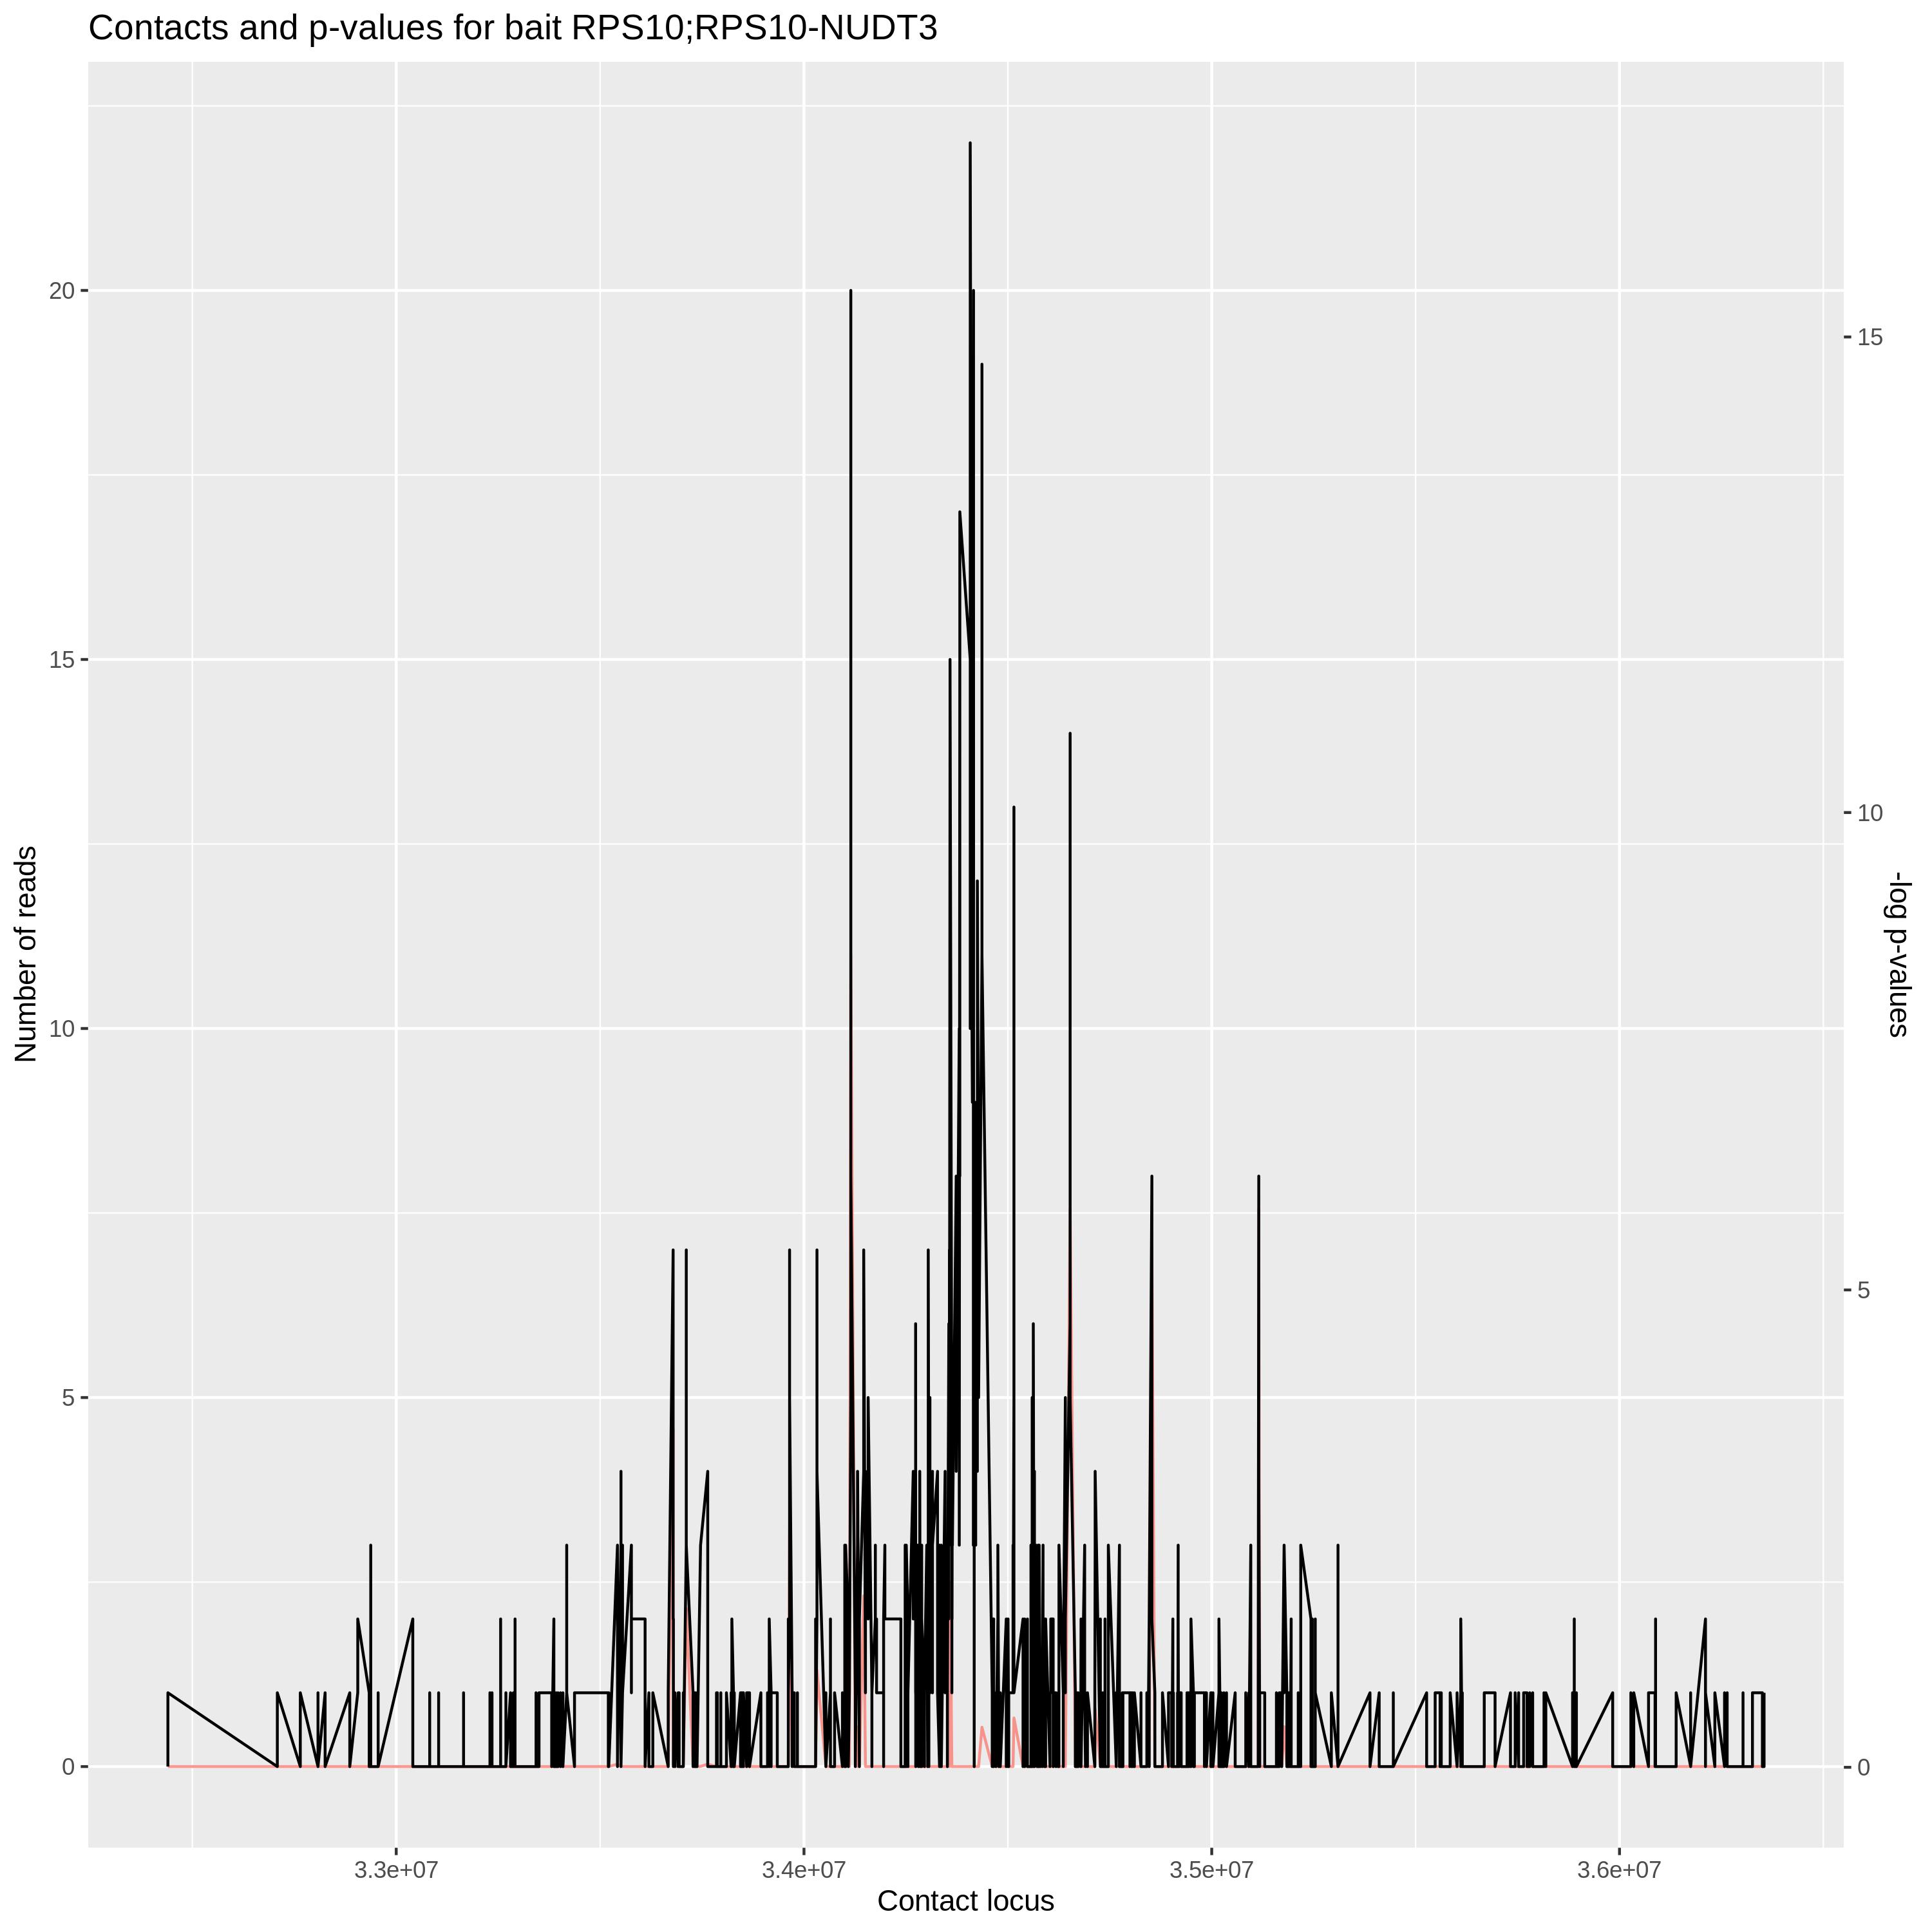 Contacts and p-values for bait RPS10;RPS10-NUDT3
20
15
10
5
0
Number of reads
15
10
5
0
-log p-values
3.3e+07 3.4e+07 3.5e+07 3.6e+07
Contact locus